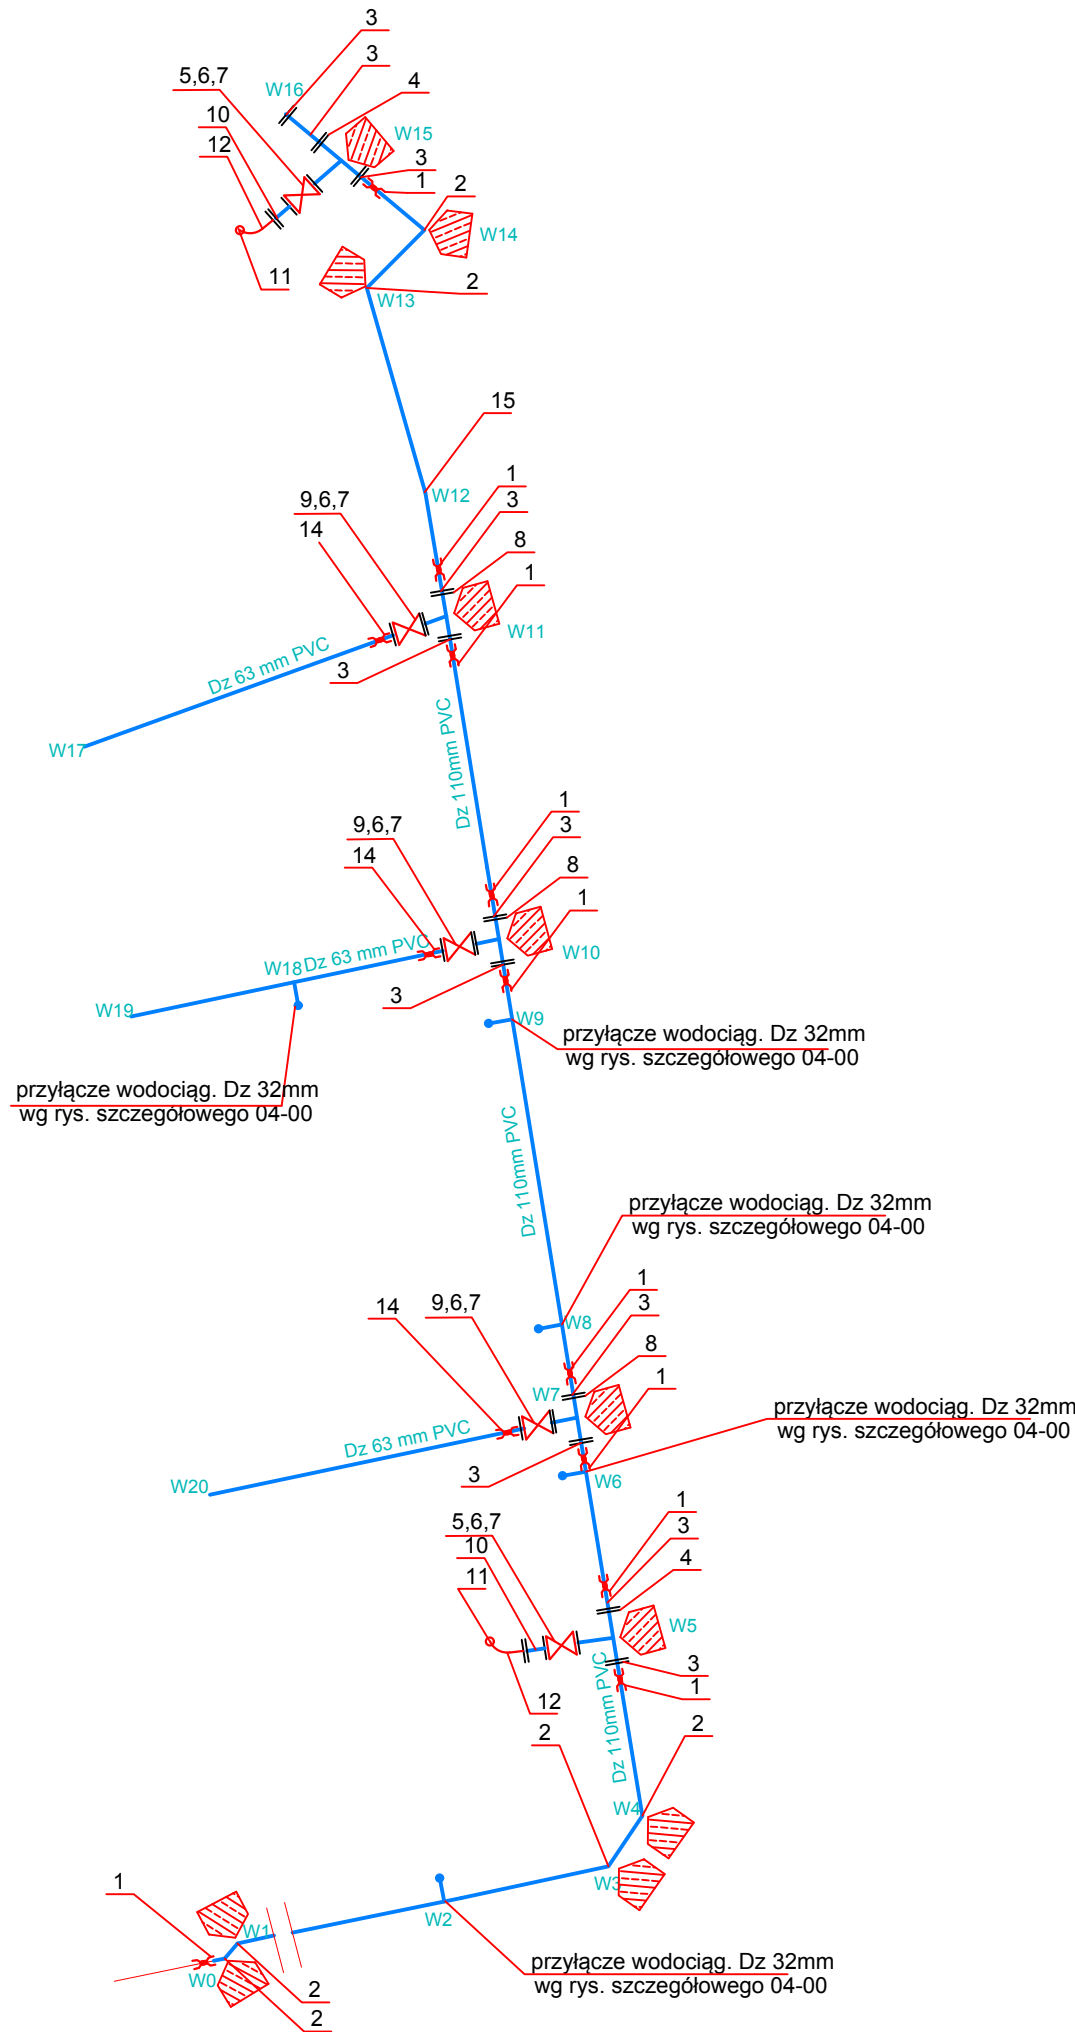 3
3
5,6,7
4
W16
10
W15
12
3
1
2
W14
11
2
W13
15
1
W12
9,6,7
3
14
8
1
W11
Dz 63 mm PVC
3
W17
Dz 110mm PVC
1
9,6,7
3
14
8
1
W10
W18
Dz 63 mm PVC
3
W19
W9
przyłącze wodociąg. Dz 32mm
wg rys. szczegółowego 04-00
przyłącze wodociąg. Dz 32mm
wg rys. szczegółowego 04-00
Dz 110mm PVC
przyłącze wodociąg. Dz 32mm
wg rys. szczegółowego 04-00
1
14
9,6,7
3
W8
8
1
W7
przyłącze wodociąg. Dz 32mm
wg rys. szczegółowego 04-00
Dz 63 mm PVC
3
W20
W6
1
5,6,7
3
10
4
11
W5
3
1
12
Dz 110mm PVC
2
2
W4
W3
1
W2
W1
W0
przyłącze wodociąg. Dz 32mm
wg rys. szczegółowego 04-00
2
2